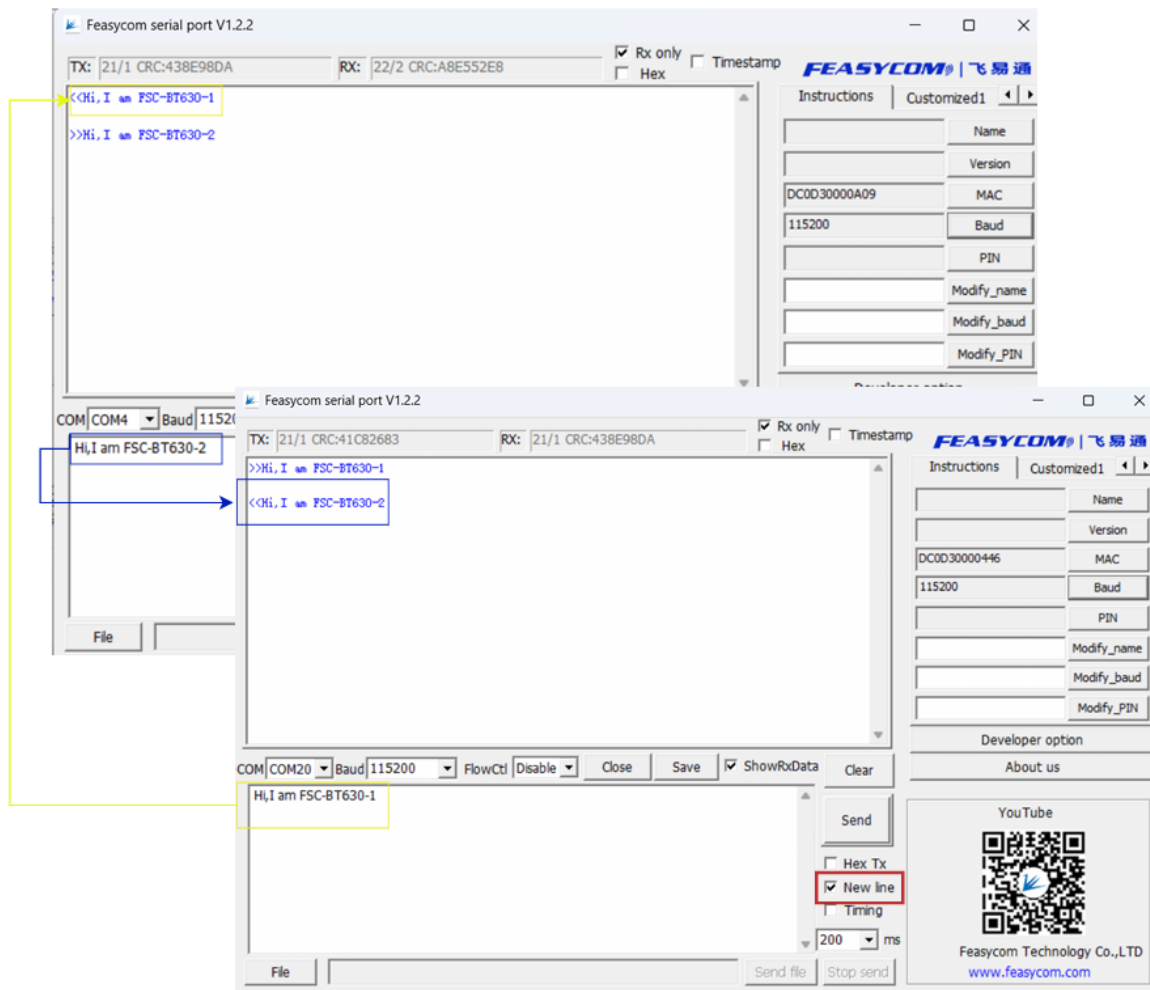 Feasycom serial port V1.2.2
TX: 21/1 CRC:438E98DA RX: 22/2 CRC:A8E552E8 Rx only Hex Timestamp
FEASYCOM | 飞易通
<<Hi,I am FSC-BT630-1
>>Hi,I am FSC-BT630-2
Instructions Customized1
Name
Version
DC0D30000A09 MAC
115200 Baud
PIN
Modify_name
Modify_baud
Modify_PIN
COM COM4 Baud
Hi,I am FSC-BT630-2
File
Feasycom serial port V1.2.2
TX: 21/1 CRC:41C82683 RX: 21/1 CRC:438E98DA Rx only Hex Timestamp
FEASYCOM | 飞易通
>>Hi,I am FSC-BT630-1
<<Hi,I am FSC-BT630-2
Instructions Customized1
Name
Version
DC0D30000446 MAC
115200 Baud
PIN
Modify_name
Modify_baud
Modify_PIN
Developer option
About us
COM COM20 Baud 115200 FlowCtl Disable Close Save ShowRxData Clear
Hi,I am FSC-BT630-1
Send
Hex Tx
New line
Timing
200 ms
File Send file Stop send
YouTube
Feasycom Technology Co.,LTD
www.feasycom.com